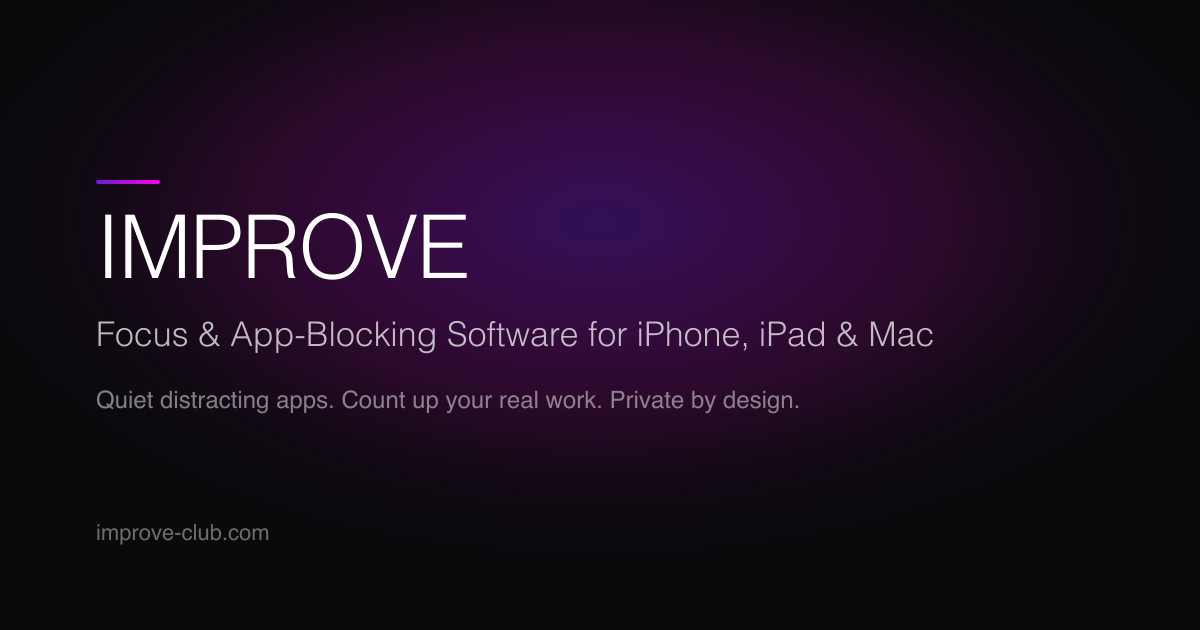 IMPROVE
Focus & App-Blocking Software for iPhone, iPad & Mac
Quiet distracting apps. Count up your real work. Private by design.
improve-club.com